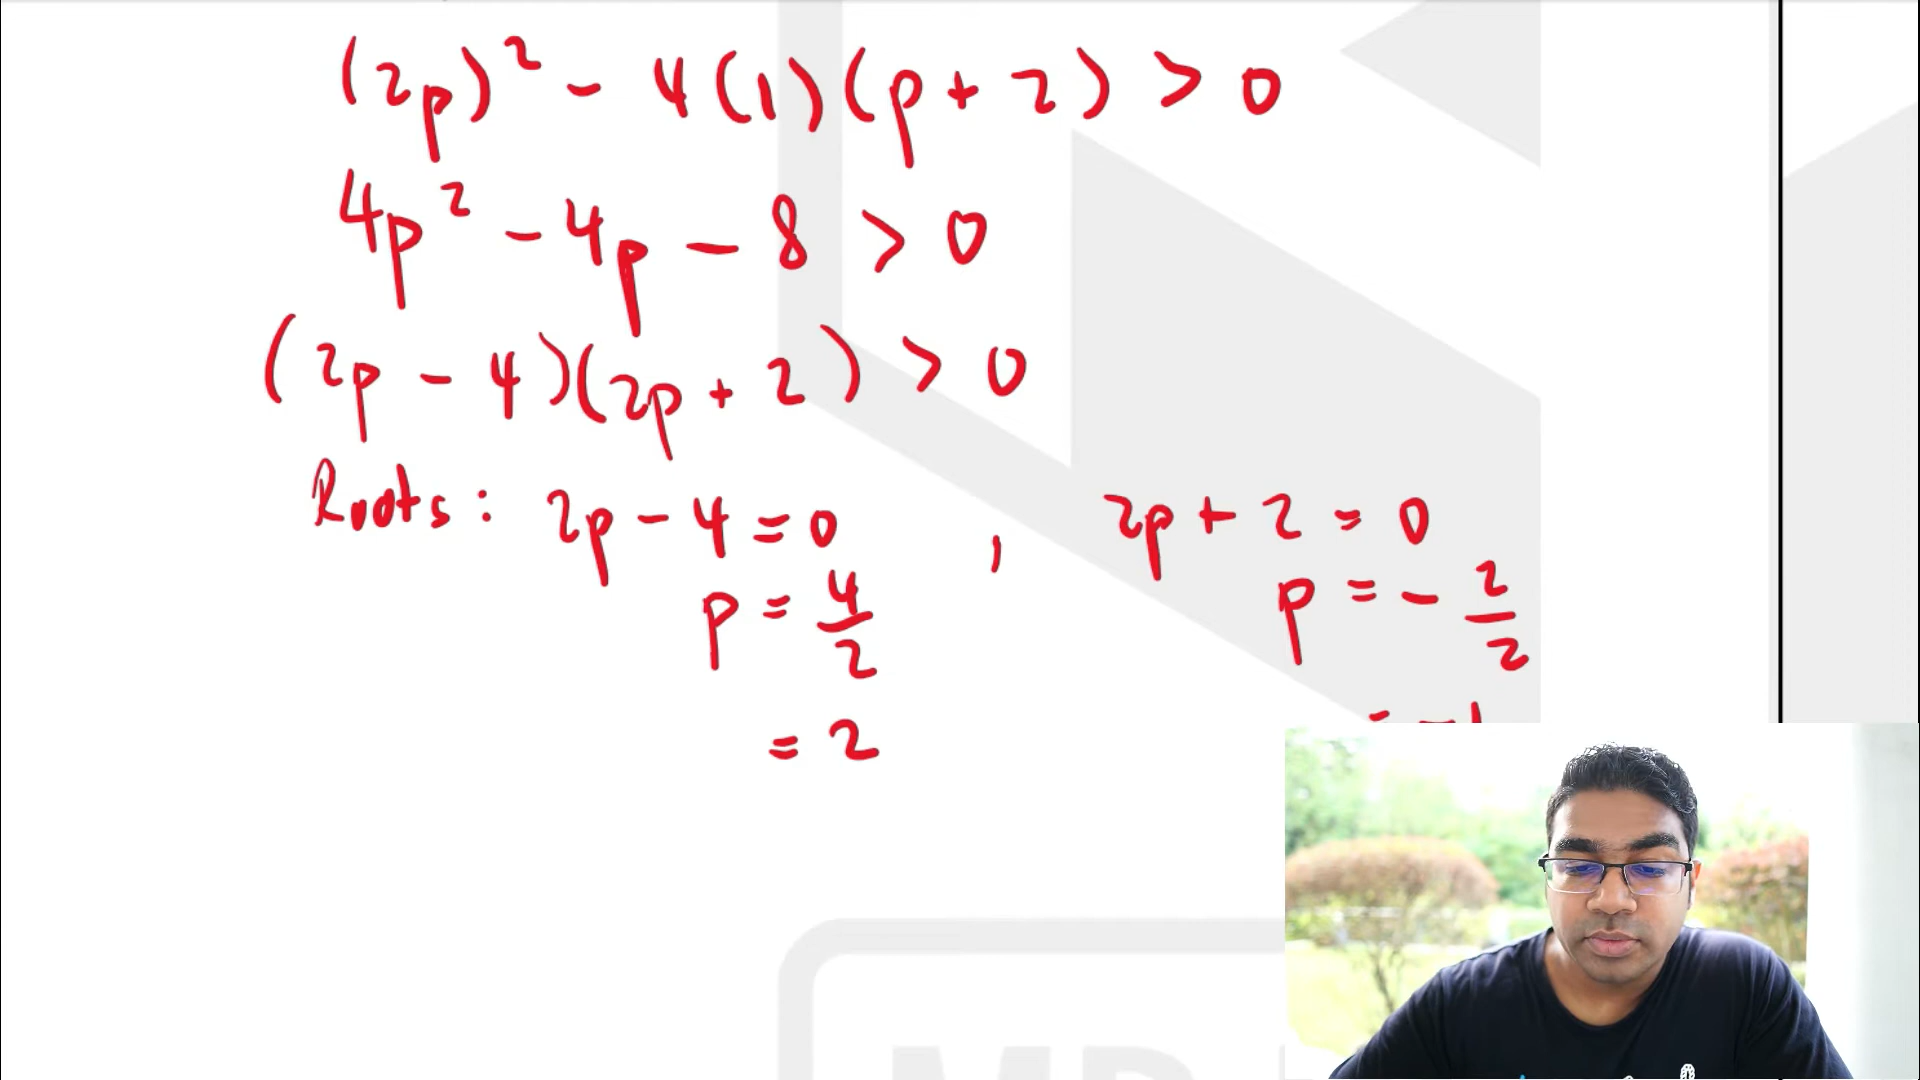 (2p)² - 4(1)(p + 2) > 0
4p² - 4p - 8 > 0
(2p - 4)(2p + 2) > 0
Roots: 2p - 4 = 0 , 2p + 2 = 0
p = 4/2 p = - 2/2
= 2 = -1